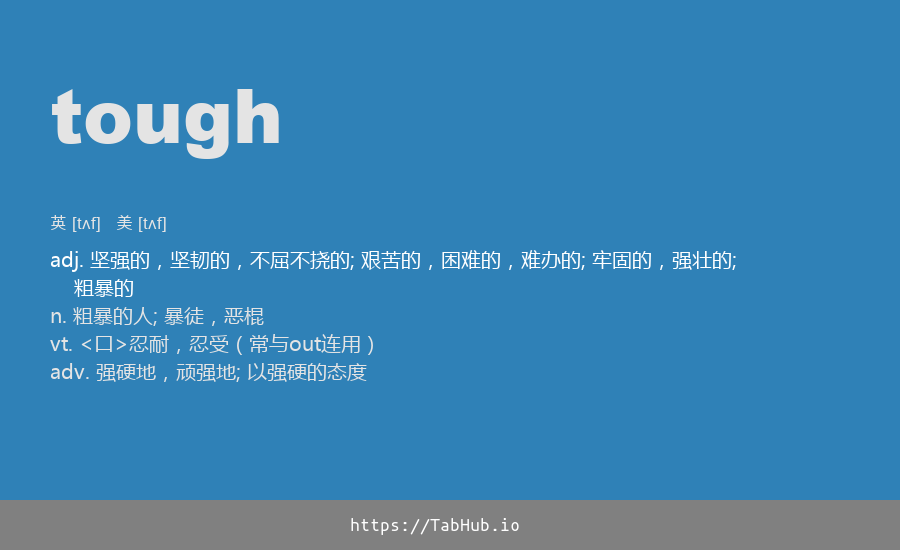 tough
英 [tʌf] 美 [tʌf]
adj. 坚强的，坚韧的，不屈不挠的; 艰苦的，困难的，难办的; 牢固的，强壮的;
粗暴的
n. 粗暴的人; 暴徒，恶棍
vt. <口>忍耐，忍受（常与out连用）
adv. 强硬地，顽强地; 以强硬的态度
https://TabHub.io